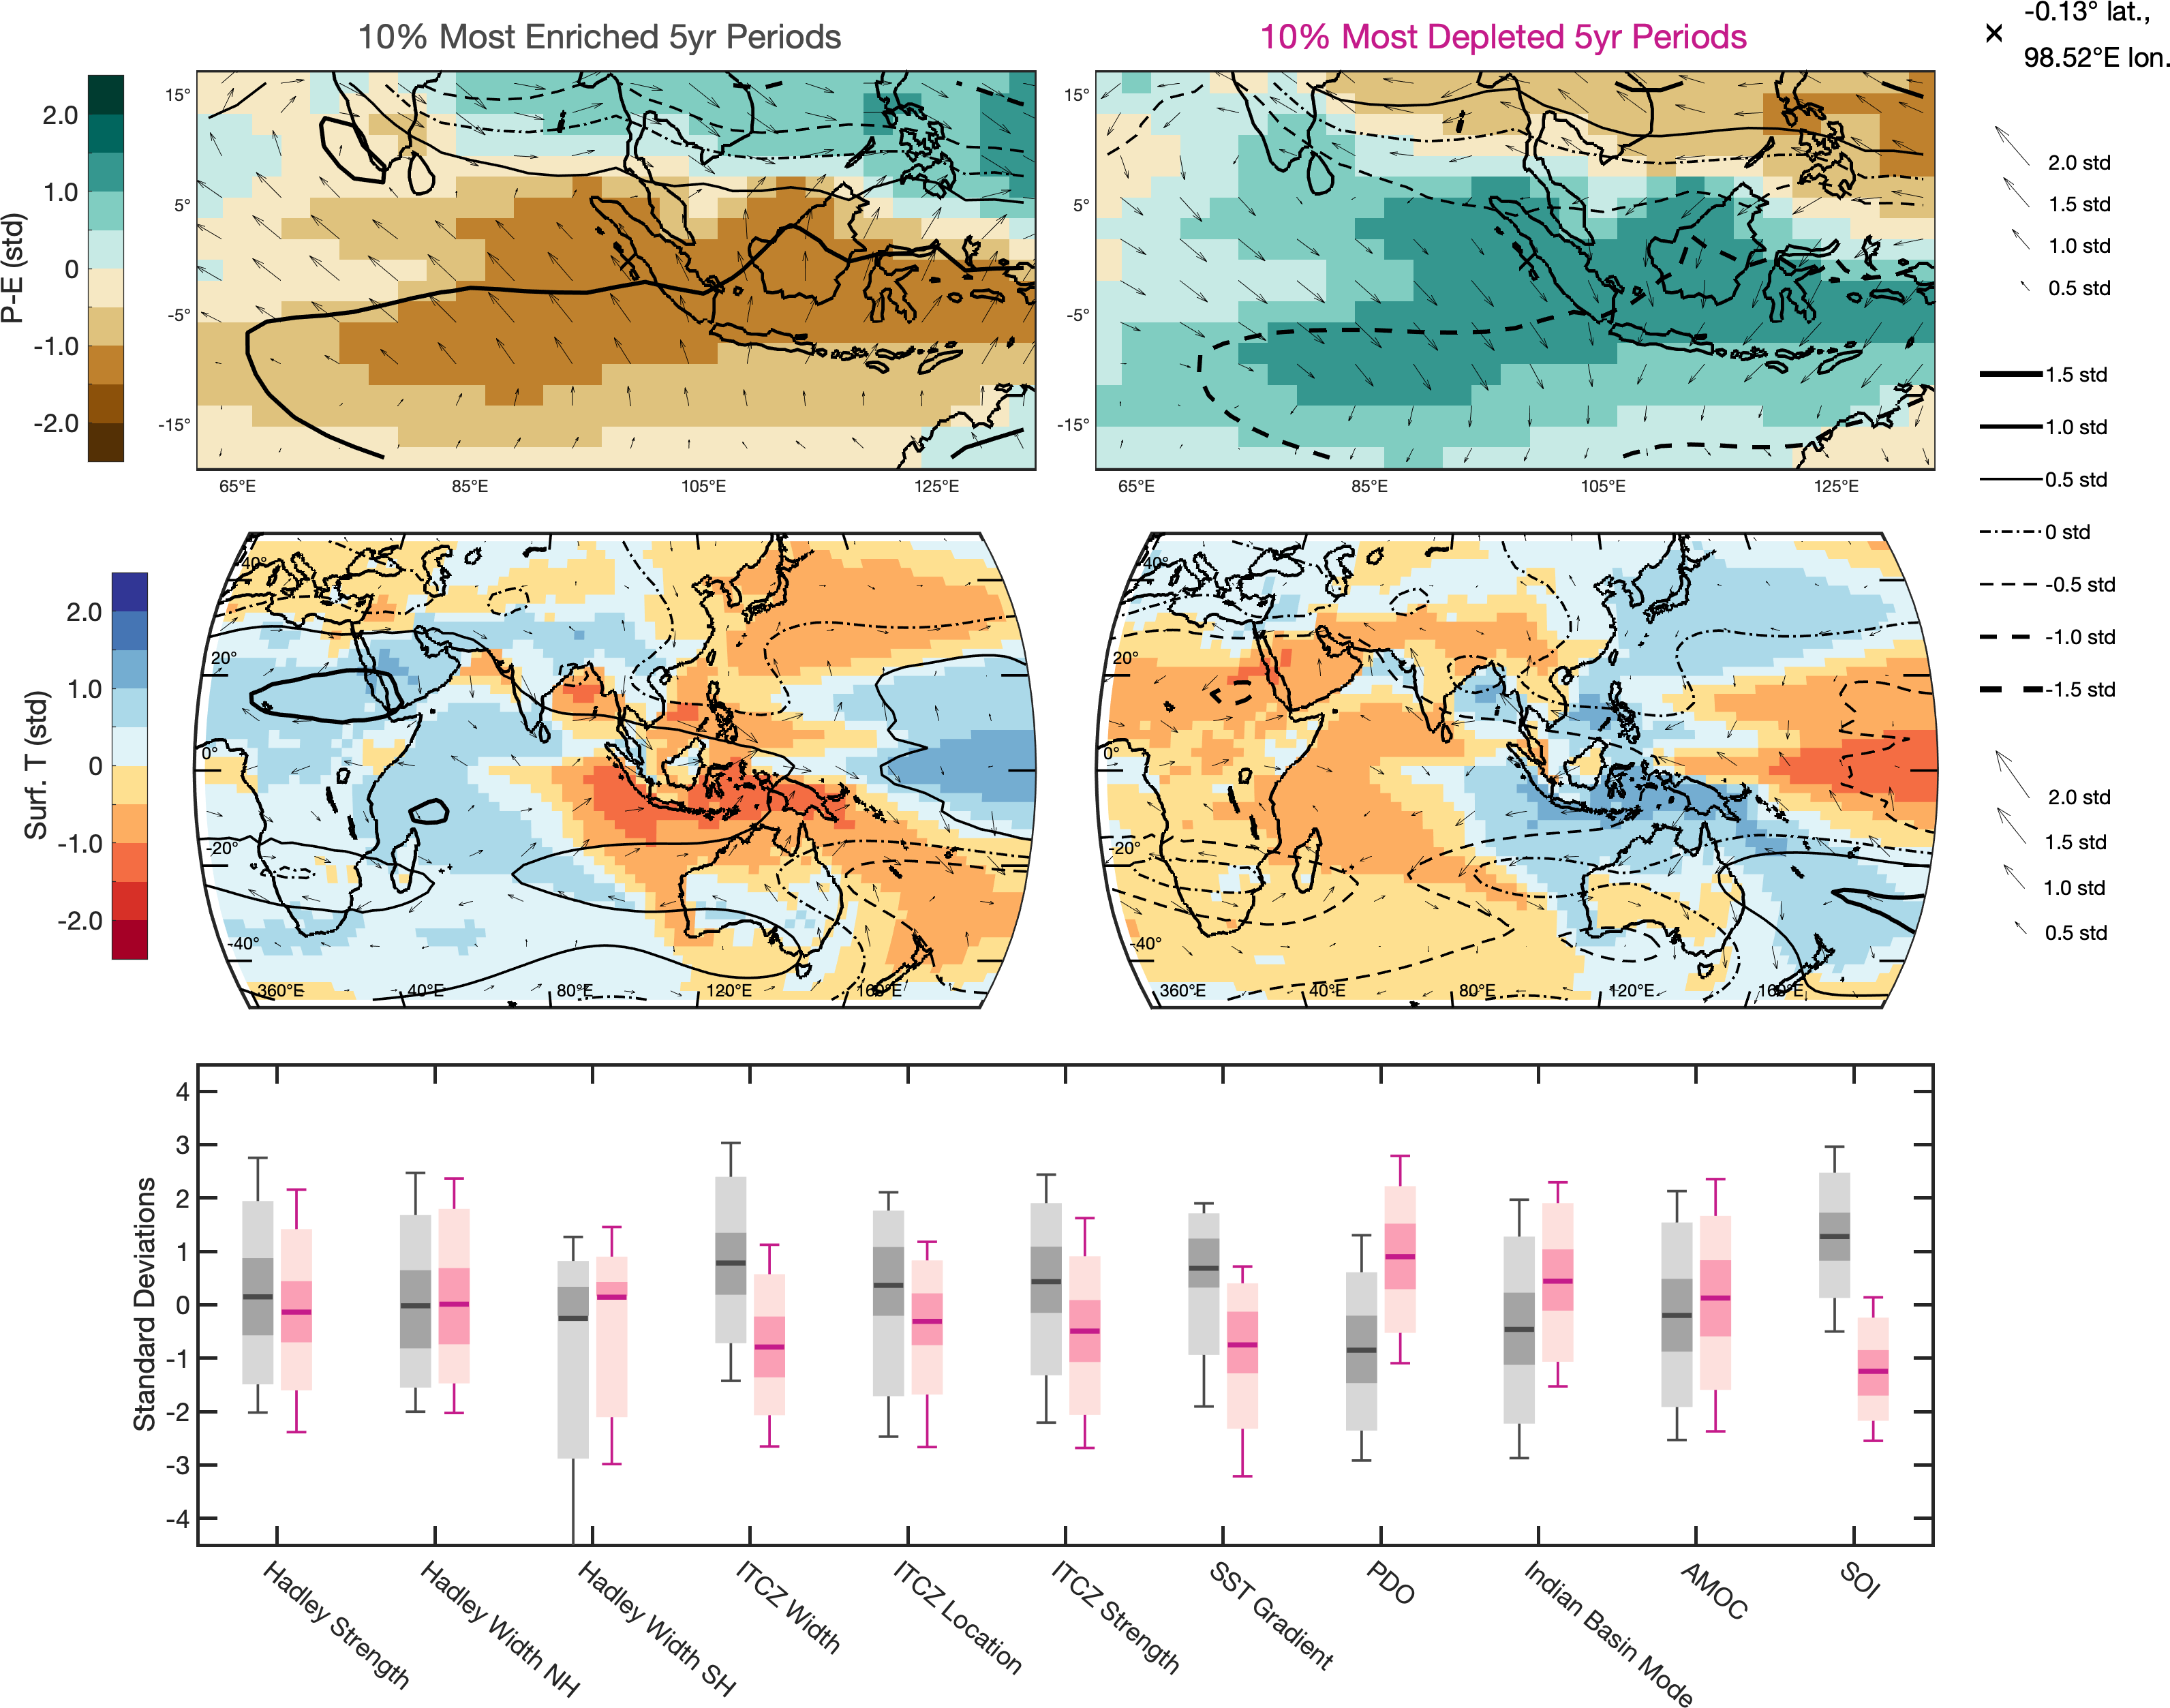 10% Most Enriched 5yr Periods
10% Most Depleted 5yr Periods
-0.13° lat.,
98.52°E lon.
P-E (std)
2.0
1.0
0
-1.0
-2.0
15°
5°
-5°
-15°
65°E
85°E
105°E
125°E
15°
5°
-5°
-15°
65°E
85°E
105°E
125°E
2.0 std
1.5 std
1.0 std
0.5 std
1.5 std
1.0 std
0.5 std
0 std
-0.5 std
-1.0 std
-1.5 std
Surf. T (std)
2.0
1.0
0
-1.0
-2.0
40°
20°
0°
-20°
-40°
360°E
40°E
80°E
120°E
160°E
40°
20°
0°
-20°
-40°
360°E
40°E
80°E
120°E
160°E
2.0 std
1.5 std
1.0 std
0.5 std
Standard Deviations
4
3
2
1
0
-1
-2
-3
-4
Hadley Strength
Hadley Width NH
Hadley Width SH
ITCZ Width
ITCZ Location
ITCZ Strength
SST Gradient
PDO
Indian Basin Mode
AMOC
SOI